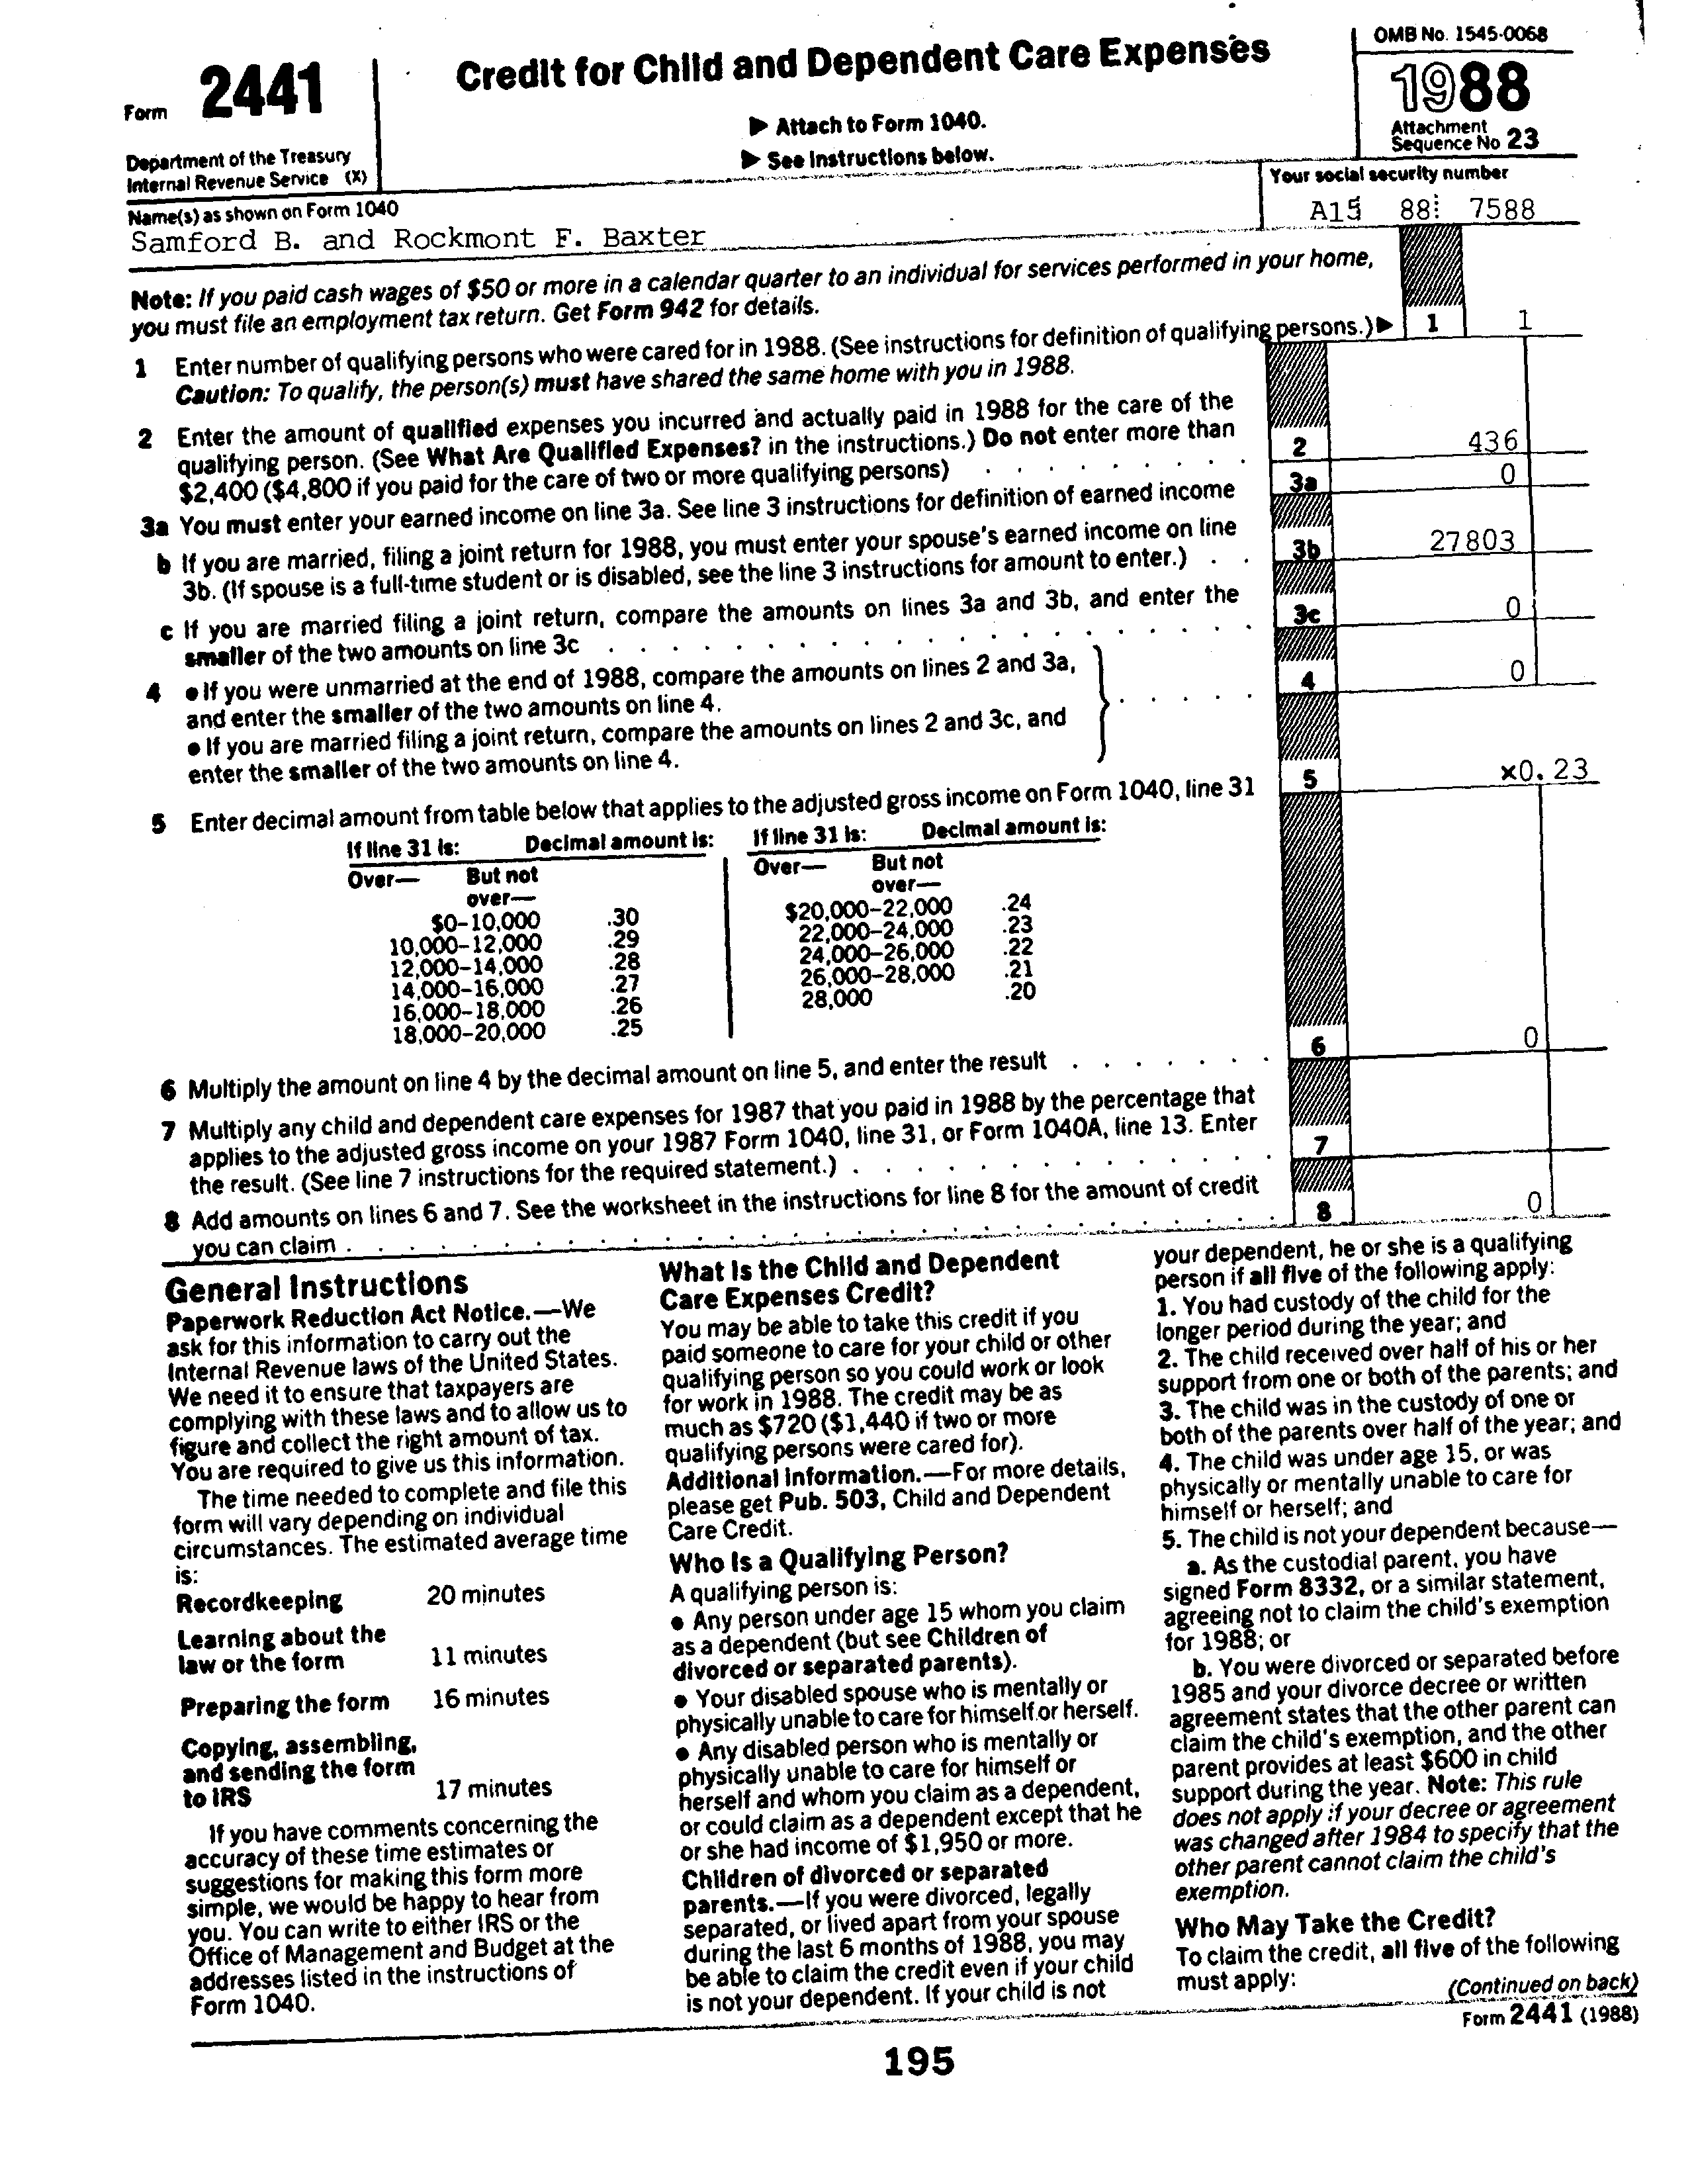 Form 2441
Department of the Treasury
Internal Revenue Service (X)
Credit for Child and Dependent Care Expenses
▶ Attach to Form 1040.
▶ See instructions below.
OMB No. 1545-0068
1988
Attachment
Sequence No 23
Name(s) as shown on Form 1040
Samford B. and Rockmont F. Baxter
Your social security number
A15 88 7588
Note: If you paid cash wages of $50 or more in a calendar quarter to an individual for services performed in your home,
you must file an employment tax return. Get Form 942 for details.
1 Enter number of qualifying persons who were cared for in 1988. (See instructions for definition of qualifying persons.) ▶ 1 1
Caution: To qualify, the person(s) must have shared the same home with you in 1988.
2 Enter the amount of qualified expenses you incurred and actually paid in 1988 for the care of the
qualifying person. (See What Are Qualified Expenses? in the instructions.) Do not enter more than
$2,400 ($4,800 if you paid for the care of two or more qualifying persons) . . . . . . . . 2 436
3a You must enter your earned income on line 3a. See line 3 instructions for definition of earned income 3a 0
b If you are married, filing a joint return for 1988, you must enter your spouse's earned income on line
3b. (If spouse is a full-time student or is disabled, see the line 3 instructions for amount to enter.) . . 3b 27803
c If you are married filing a joint return, compare the amounts on lines 3a and 3b, and enter the
smaller of the two amounts on line 3c . . . . . . . . . . . . . . . 3c 0
4 ● If you were unmarried at the end of 1988, compare the amounts on lines 2 and 3a,
and enter the smaller of the two amounts on line 4.
● If you are married filing a joint return, compare the amounts on lines 2 and 3c, and
enter the smaller of the two amounts on line 4. } . . . . . 4 0
5 Enter decimal amount from table below that applies to the adjusted gross income on Form 1040, line 31 5 ×0.23
If line 31 is: Decimal amount is: If line 31 is: Decimal amount is:
Over— But not over— Over— But not over—
$0–10,000 .30 $20,000–22,000 .24
10,000–12,000 .29 22,000–24,000 .23
12,000–14,000 .28 24,000–26,000 .22
14,000–16,000 .27 26,000–28,000 .21
16,000–18,000 .26 28,000 .20
18,000–20,000 .25
6 Multiply the amount on line 4 by the decimal amount on line 5, and enter the result . . . . . . . 6 0
7 Multiply any child and dependent care expenses for 1987 that you paid in 1988 by the percentage that
applies to the adjusted gross income on your 1987 Form 1040, line 31, or Form 1040A, line 13. Enter
the result. (See line 7 instructions for the required statement.) . . . . . . . . . . . . 7
8 Add amounts on lines 6 and 7. See the worksheet in the instructions for line 8 for the amount of credit
you can claim . . . . . . . . . . . . . . . . . . . . . 8 0
General Instructions
Paperwork Reduction Act Notice.—We
ask for this information to carry out the
Internal Revenue laws of the United States.
We need it to ensure that taxpayers are
complying with these laws and to allow us to
figure and collect the right amount of tax.
You are required to give us this information.
The time needed to complete and file this
form will vary depending on individual
circumstances. The estimated average time
is:
Recordkeeping 20 minutes
Learning about the
law or the form 11 minutes
Preparing the form 16 minutes
Copying, assembling,
and sending the form
to IRS 17 minutes
If you have comments concerning the
accuracy of these time estimates or
suggestions for making this form more
simple, we would be happy to hear from
you. You can write to either IRS or the
Office of Management and Budget at the
addresses listed in the instructions of
Form 1040.
What Is the Child and Dependent
Care Expenses Credit?
You may be able to take this credit if you
paid someone to care for your child or other
qualifying person so you could work or look
for work in 1988. The credit may be as
much as $720 ($1,440 if two or more
qualifying persons were cared for).
Additional Information.—For more details,
please get Pub. 503, Child and Dependent
Care Credit.
Who Is a Qualifying Person?
A qualifying person is:
● Any person under age 15 whom you claim
as a dependent (but see Children of
divorced or separated parents).
● Your disabled spouse who is mentally or
physically unable to care for himself or herself.
● Any disabled person who is mentally or
physically unable to care for himself or
herself and whom you claim as a dependent,
or could claim as a dependent except that he
or she had income of $1,950 or more.
Children of divorced or separated
parents.—If you were divorced, legally
separated, or lived apart from your spouse
during the last 6 months of 1988, you may
be able to claim the credit even if your child
is not your dependent. If your child is not
your dependent, he or she is a qualifying
person if all five of the following apply:
1. You had custody of the child for the
longer period during the year; and
2. The child received over half of his or her
support from one or both of the parents; and
3. The child was in the custody of one or
both of the parents over half of the year; and
4. The child was under age 15, or was
physically or mentally unable to care for
himself or herself; and
5. The child is not your dependent because—
a. As the custodial parent, you have
signed Form 8332, or a similar statement,
agreeing not to claim the child's exemption
for 1988; or
b. You were divorced or separated before
1985 and your divorce decree or written
agreement states that the other parent can
claim the child's exemption, and the other
parent provides at least $600 in child
support during the year. Note: This rule
does not apply if your decree or agreement
was changed after 1984 to specify that the
other parent cannot claim the child's
exemption.
Who May Take the Credit?
To claim the credit, all five of the following
must apply:
(Continued on back)
Form 2441 (1988)
195